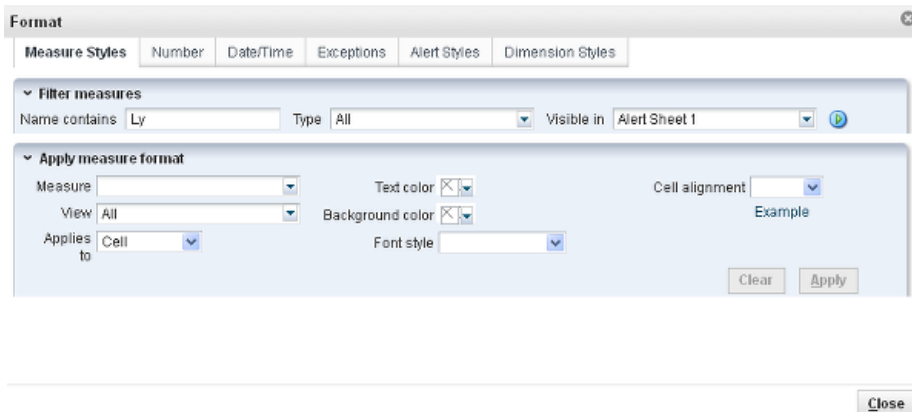 Format
Measure Styles Number Date/Time Exceptions Alert Styles Dimension Styles
Filter measures
Name contains Ly Type All Visible in Alert Sheet 1
Apply measure format
Measure Text color Cell alignment
View All Background color Example
Applies to Cell Font style
Clear Apply
Close